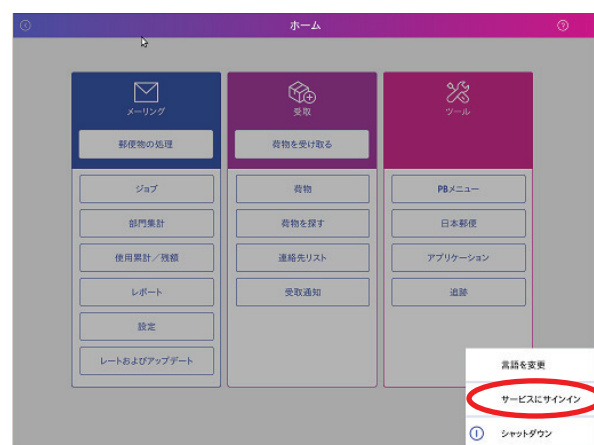 ホーム
メーリング
郵便物の処理
ジョブ
部門集計
使用累計／残額
レポート
設定
レートおよびアップデート
受取
荷物を受け取る
荷物
荷物を探す
連絡先リスト
受取通知
ツール
PBメニュー
日本郵便
アプリケーション
追跡
言語を変更
サービスにサインイン
シャットダウン